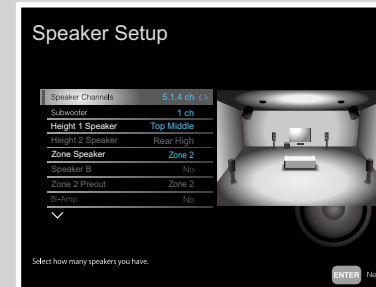 Speaker Setup
Speaker Channels 5.1.4 ch <>
Subwoofer 1 ch
Height 1 Speaker Top Middle
Height 2 Speaker Rear High
Zone Speaker Zone 2
Speaker B No
Zone 2 Preout Zone 2
Bi-Amp No
Select how many speakers you have.
ENTER